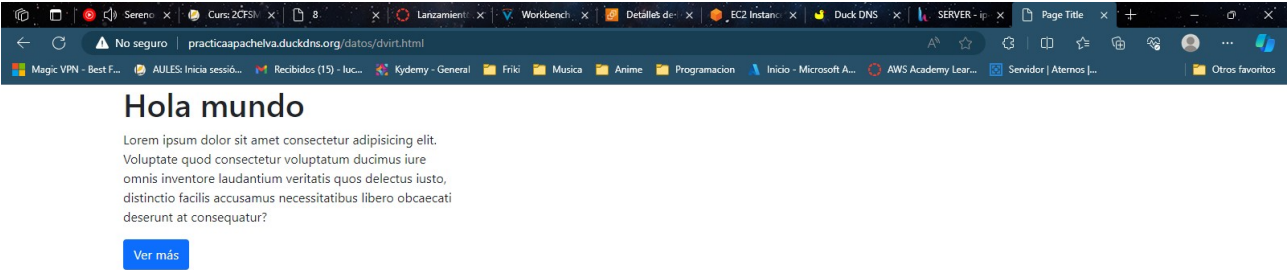 Sereno
Curs: 2CFSM
8
Lanzamient
Workbench
Detalles de
EC2 Instanc
Duck DNS
SERVER - ip
Page Title
No seguro
practicaapachelva.duckdns.org/datos/dvirt.html
Magic VPN - Best F...
AULES: Inicia sessió...
Recibidos (15) - luc...
Kydemy - General
Friki
Musica
Anime
Programacion
Inicio - Microsoft A...
AWS Academy Lear...
Servidor | Aternos |...
Otros favoritos
Hola mundo
Lorem ipsum dolor sit amet consectetur adipisicing elit.
Voluptate quod consectetur voluptatum ducimus iure
omnis inventore laudantium veritatis quos delectus iusto,
distinctio facilis accusamus necessitatibus libero obcaecati
deserunt at consequatur?
Ver más